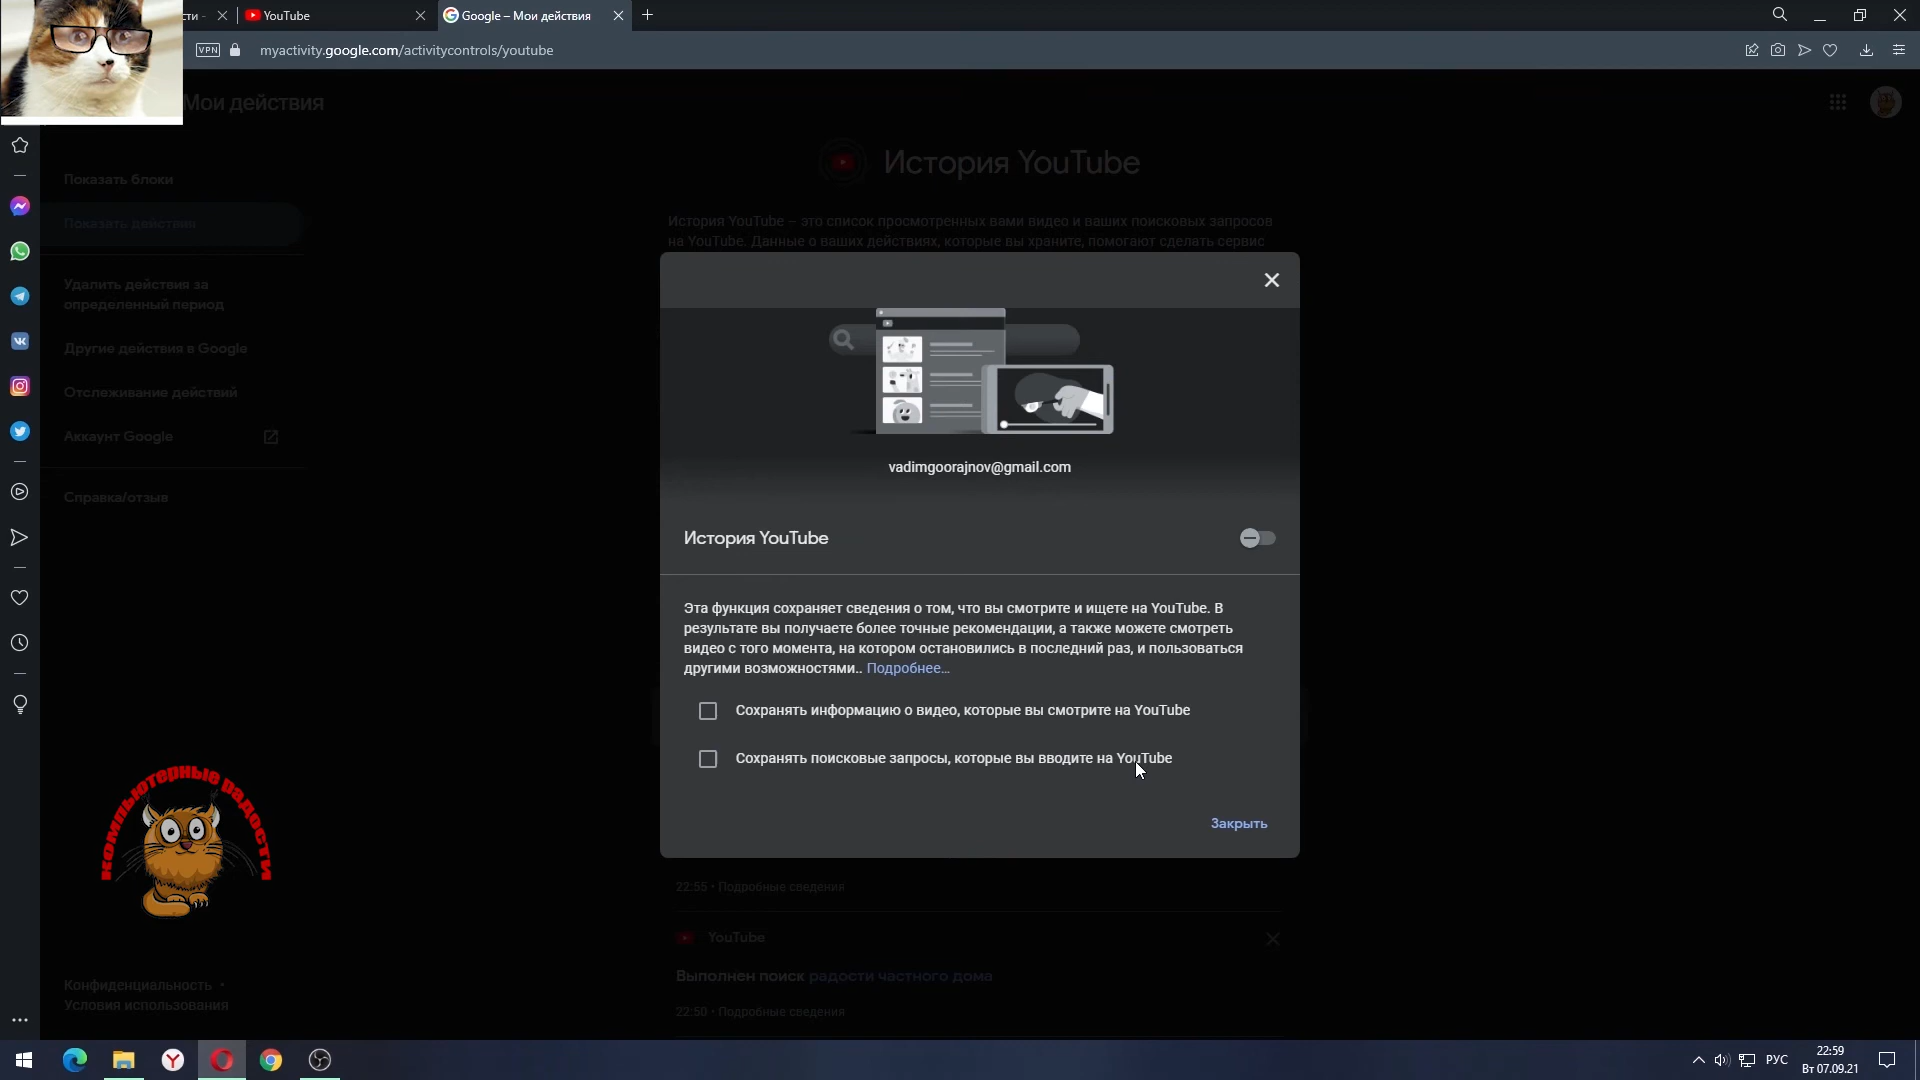 сти -
YouTube
Google – Мои действия
VPN
myactivity.google.com/activitycontrols/youtube
Мои действия
Показать блоки
Показать действия
Удалить действия за
определенный период
Другие действия в Google
Отслеживание действий
Аккаунт Google
Справка/отзыв
История YouTube
История YouTube – это список просмотренных вами видео и ваших поисковых запросов
на YouTube. Данные о ваших действиях, которые вы храните, помогают сделать сервис
vadimgoorajnov@gmail.com
История YouTube
Эта функция сохраняет сведения о том, что вы смотрите и ищете на YouTube. В
результате вы получаете более точные рекомендации, а также можете смотреть
видео с того момента, на котором остановились в последний раз, и пользоваться
другими возможностями.. Подробнее...
Сохранять информацию о видео, которые вы смотрите на YouTube
Сохранять поисковые запросы, которые вы вводите на YouTube
Закрыть
22:55 • Подробные сведения
YouTube
Выполнен поиск радости частного дома
22:50 • Подробные сведения
компьютерные радости
Конфиденциальность •
Условия использования
РУС
22:59
Вт 07.09.21